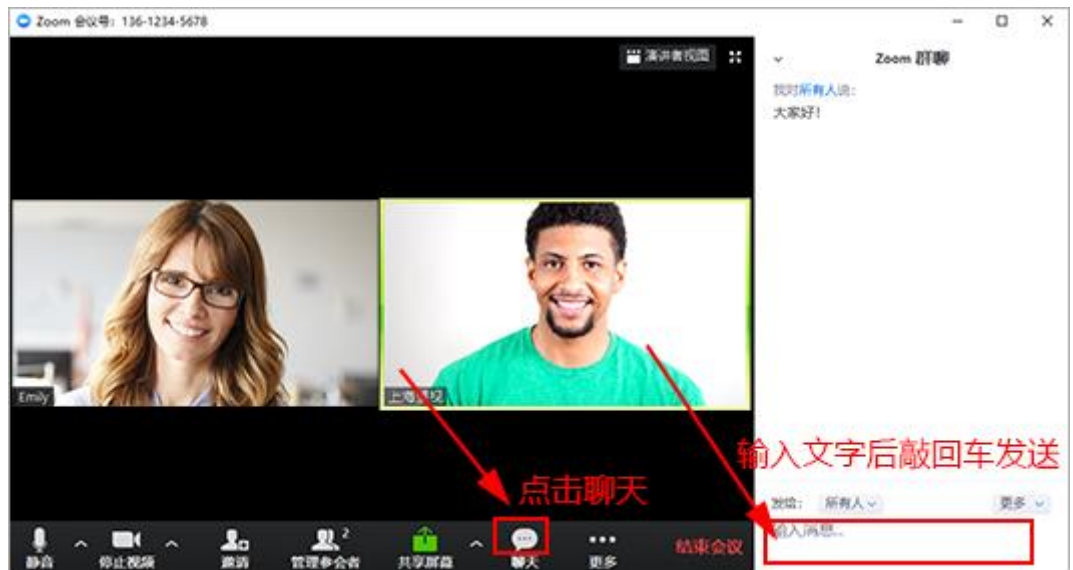 Zoom 会议号：136-1234-5678
演讲者视图
Zoom 群聊
我对所有人说：
大家好！
Emily
输入文字后敲回车发送
点击聊天
发给： 所有人
更多
输入消息...
2
静音
停止视频
邀请
管理参会者
共享屏幕
聊天
更多
结束会议